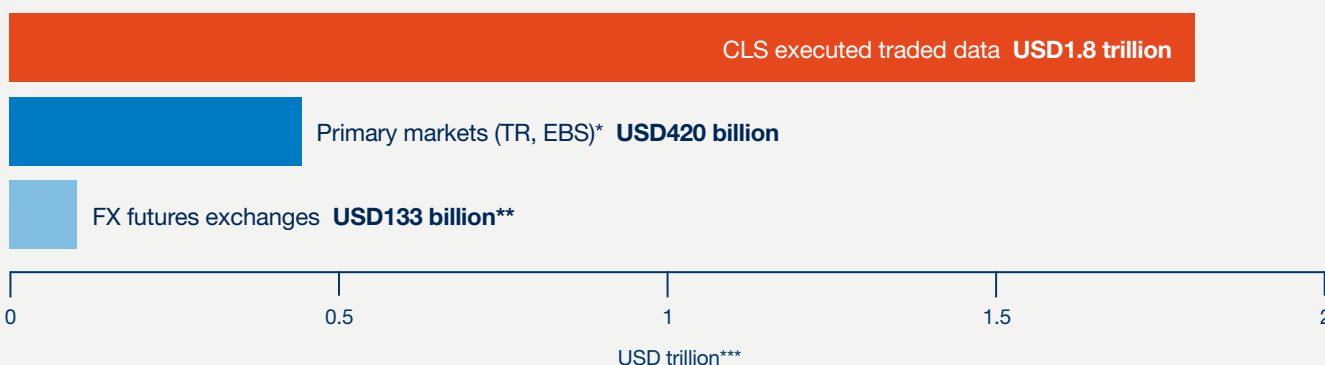 CLS executed traded data USD1.8 trillion
Primary markets (TR, EBS)* USD420 billion
FX futures exchanges USD133 billion**
0 0.5 1 1.5 2
USD trillion***